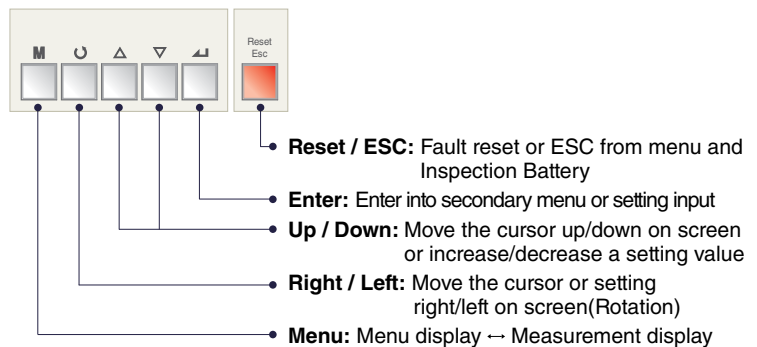 M
Reset
Esc
Reset / ESC: Fault reset or ESC from menu and
Inspection Battery
Enter: Enter into secondary menu or setting input
Up / Down: Move the cursor up/down on screen
or increase/decrease a setting value
Right / Left: Move the cursor or setting
right/left on screen(Rotation)
Menu: Menu display ↔ Measurement display